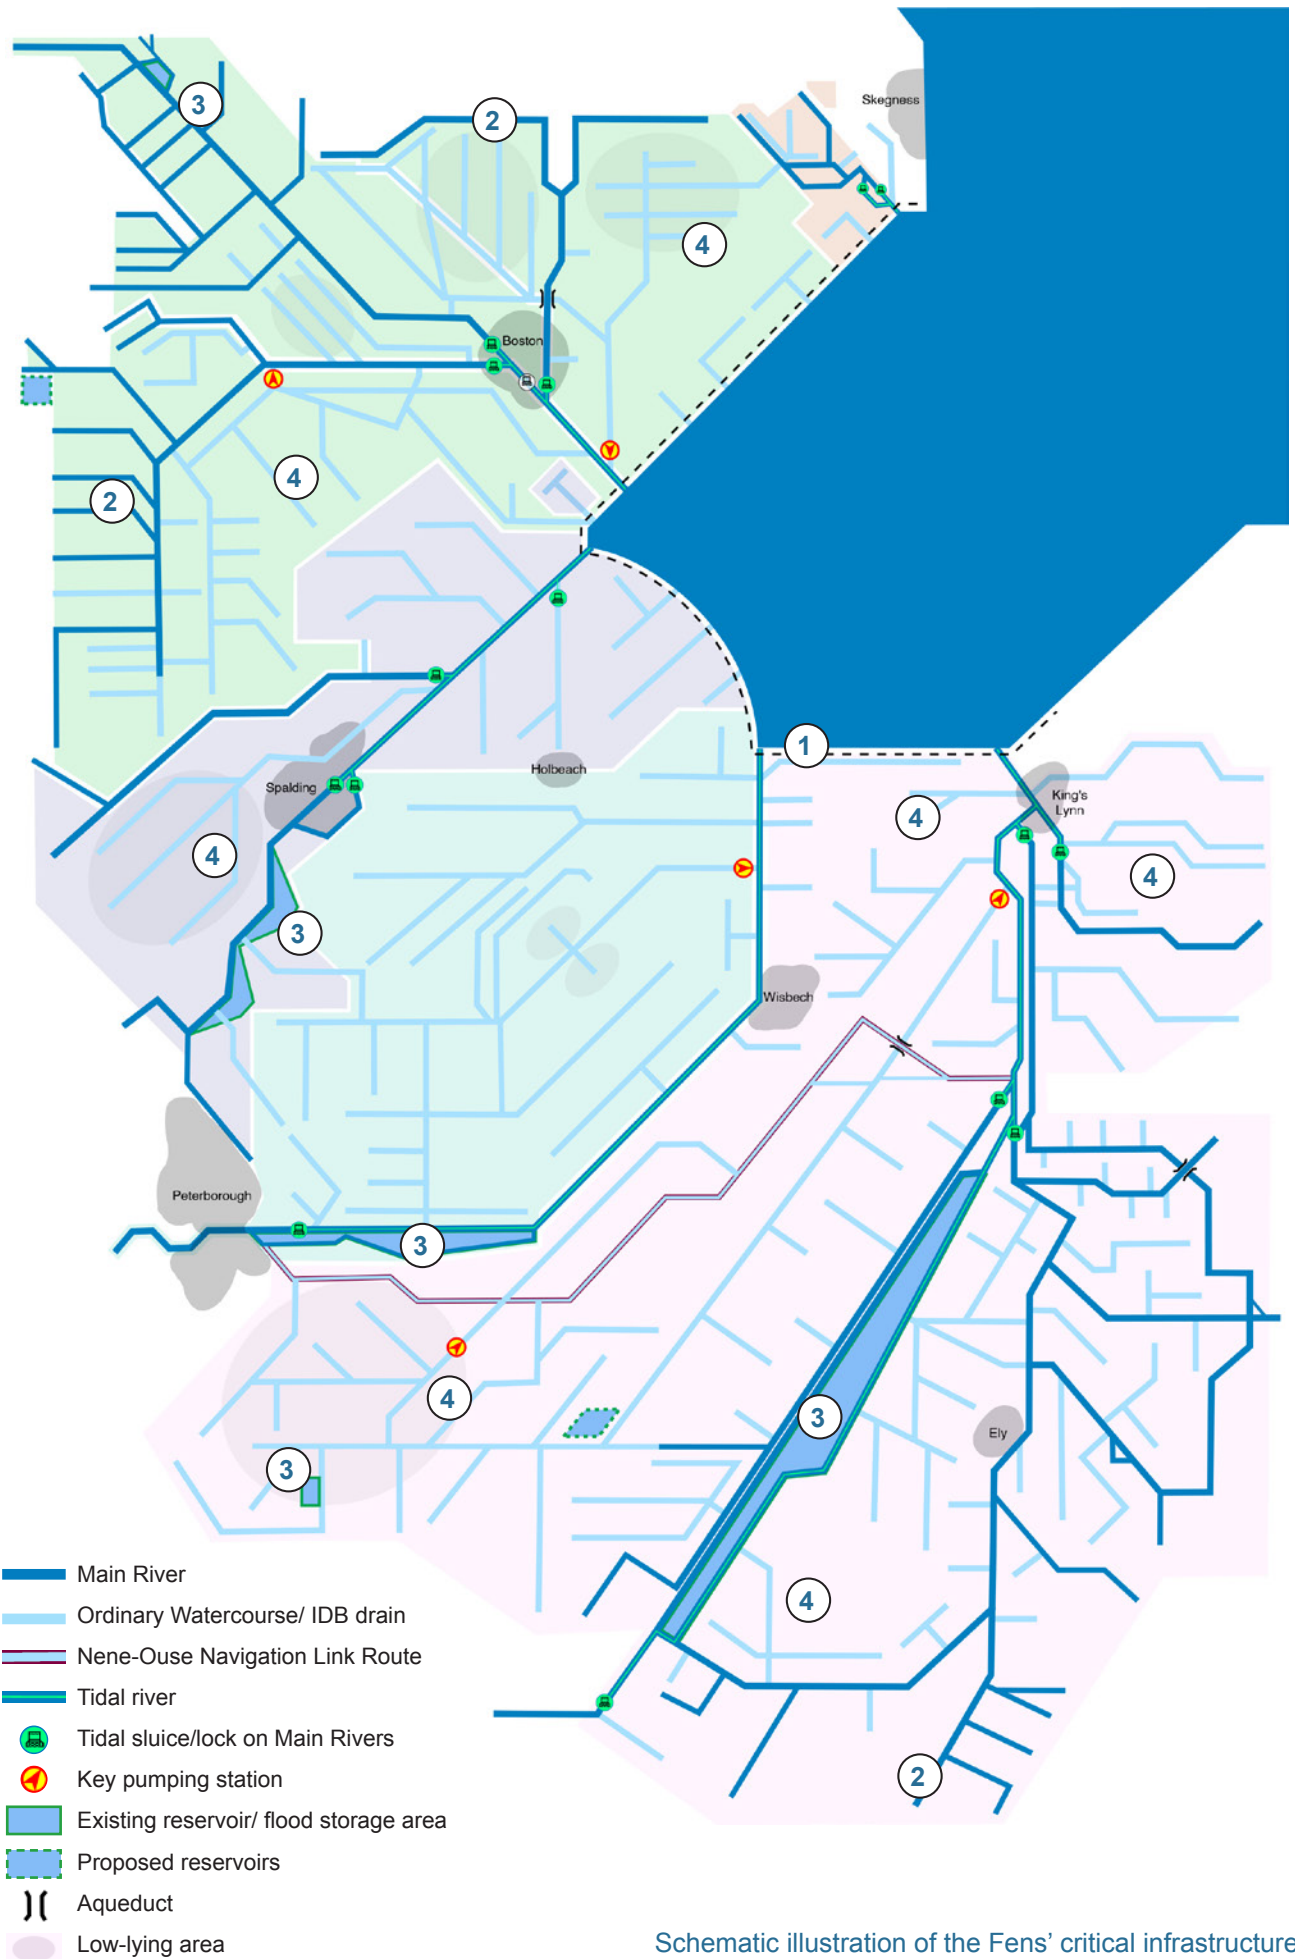 Skegness
3
2
4
Boston
4
2
Holbeach
1
Spalding
King's
Lynn
4
4
4
3
Wisbech
Peterborough
3
4
3
Ely
3
4
2
Main River
Ordinary Watercourse/ IDB drain
Nene-Ouse Navigation Link Route
Tidal river
Tidal sluice/lock on Main Rivers
Key pumping station
Existing reservoir/ flood storage area
Proposed reservoirs
Aqueduct
Low-lying area
Schematic illustration of the Fens' critical infrastructure